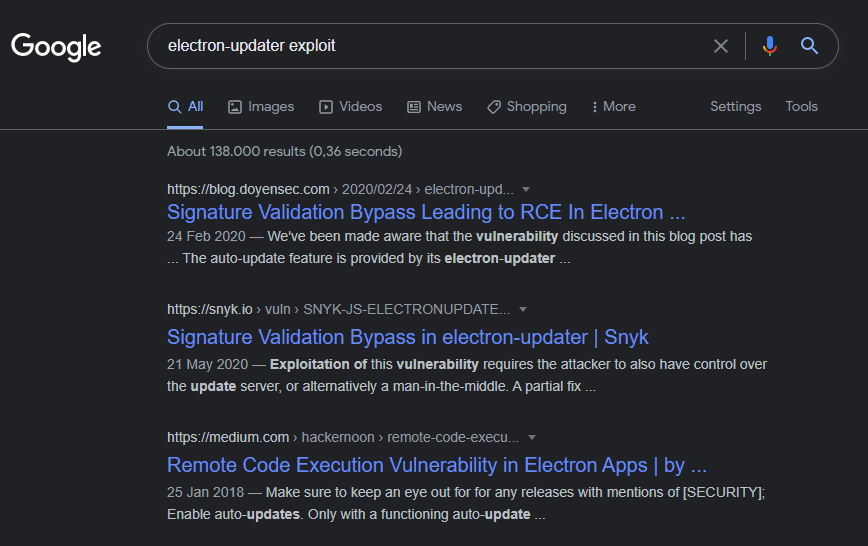 Google
electron-updater exploit
All Images Videos News Shopping More Settings Tools
About 138.000 results (0,36 seconds)
https://blog.doyensec.com › 2020/02/24 › electron-upd...
Signature Validation Bypass Leading to RCE In Electron ...
24 Feb 2020 — We've been made aware that the vulnerability discussed in this blog post has
... The auto-update feature is provided by its electron-updater ...
https://snyk.io › vuln › SNYK-JS-ELECTRONUPDATE...
Signature Validation Bypass in electron-updater | Snyk
21 May 2020 — Exploitation of this vulnerability requires the attacker to also have control over
the update server, or alternatively a man-in-the-middle. A partial fix ...
https://medium.com › hackernoon › remote-code-execu...
Remote Code Execution Vulnerability in Electron Apps | by ...
25 Jan 2018 — Make sure to keep an eye out for for any releases with mentions of [SECURITY];
Enable auto-updates. Only with a functioning auto-update ...